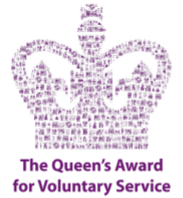 The Queen's Award
for Voluntary Service